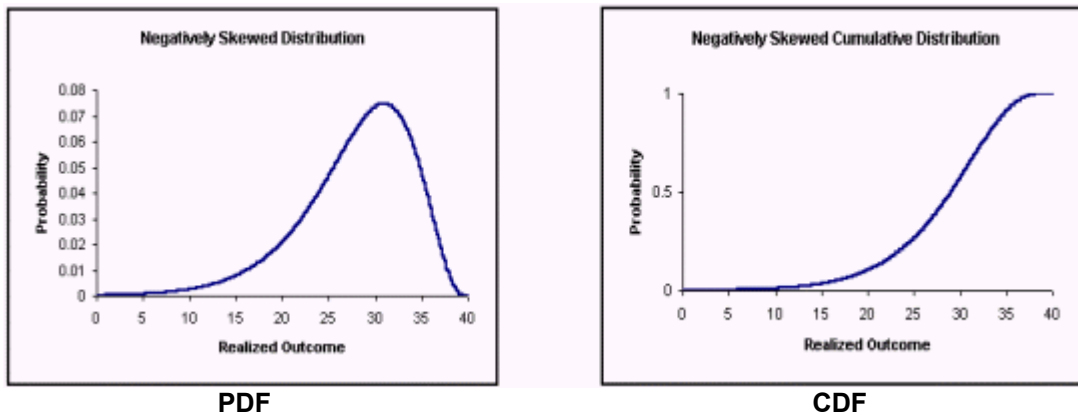 Negatively Skewed Distribution
0.08
0.07
0.06
0.05
0.04
0.03
0.02
0.01
0
0 5 10 15 20 25 30 35 40
Probability
Realized Outcome
PDF
Negatively Skewed Cumulative Distribution
1
0.5
0
0 5 10 15 20 25 30 35 40
Probability
Realized Outcome
CDF